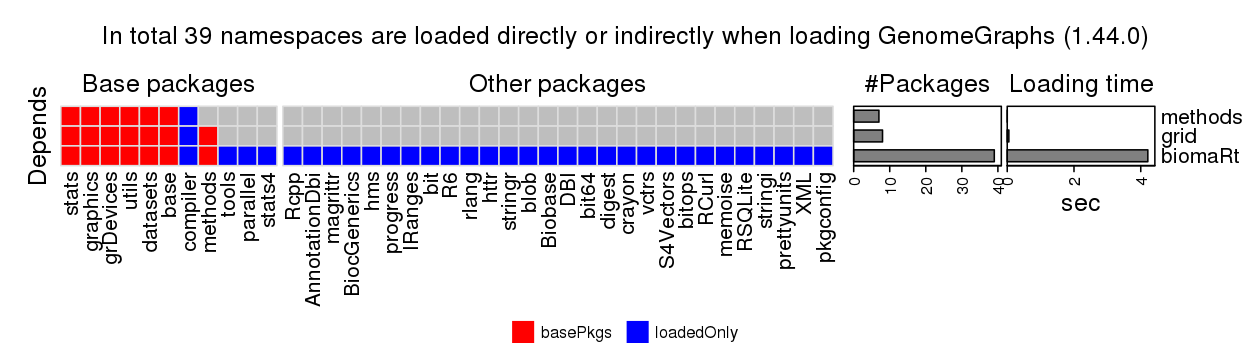 In total 39 namespaces are loaded directly or indirectly when loading GenomeGraphs (1.44.0)
Base packages
Other packages
#Packages
Loading time
Depends
methods
grid
biomaRt
stats
graphics
grDevices
utils
datasets
base
compiler
methods
tools
parallel
stats4
Rcpp
AnnotationDbi
magrittr
BiocGenerics
hms
progress
IRanges
bit
R6
rlang
httr
stringr
blob
Biobase
DBI
bit64
digest
crayon
vctrs
S4Vectors
bitops
RCurl
memoise
RSQLite
stringi
prettyunits
XML
pkgconfig
0
10
20
30
40
0
2
4
sec
basePkgs
loadedOnly